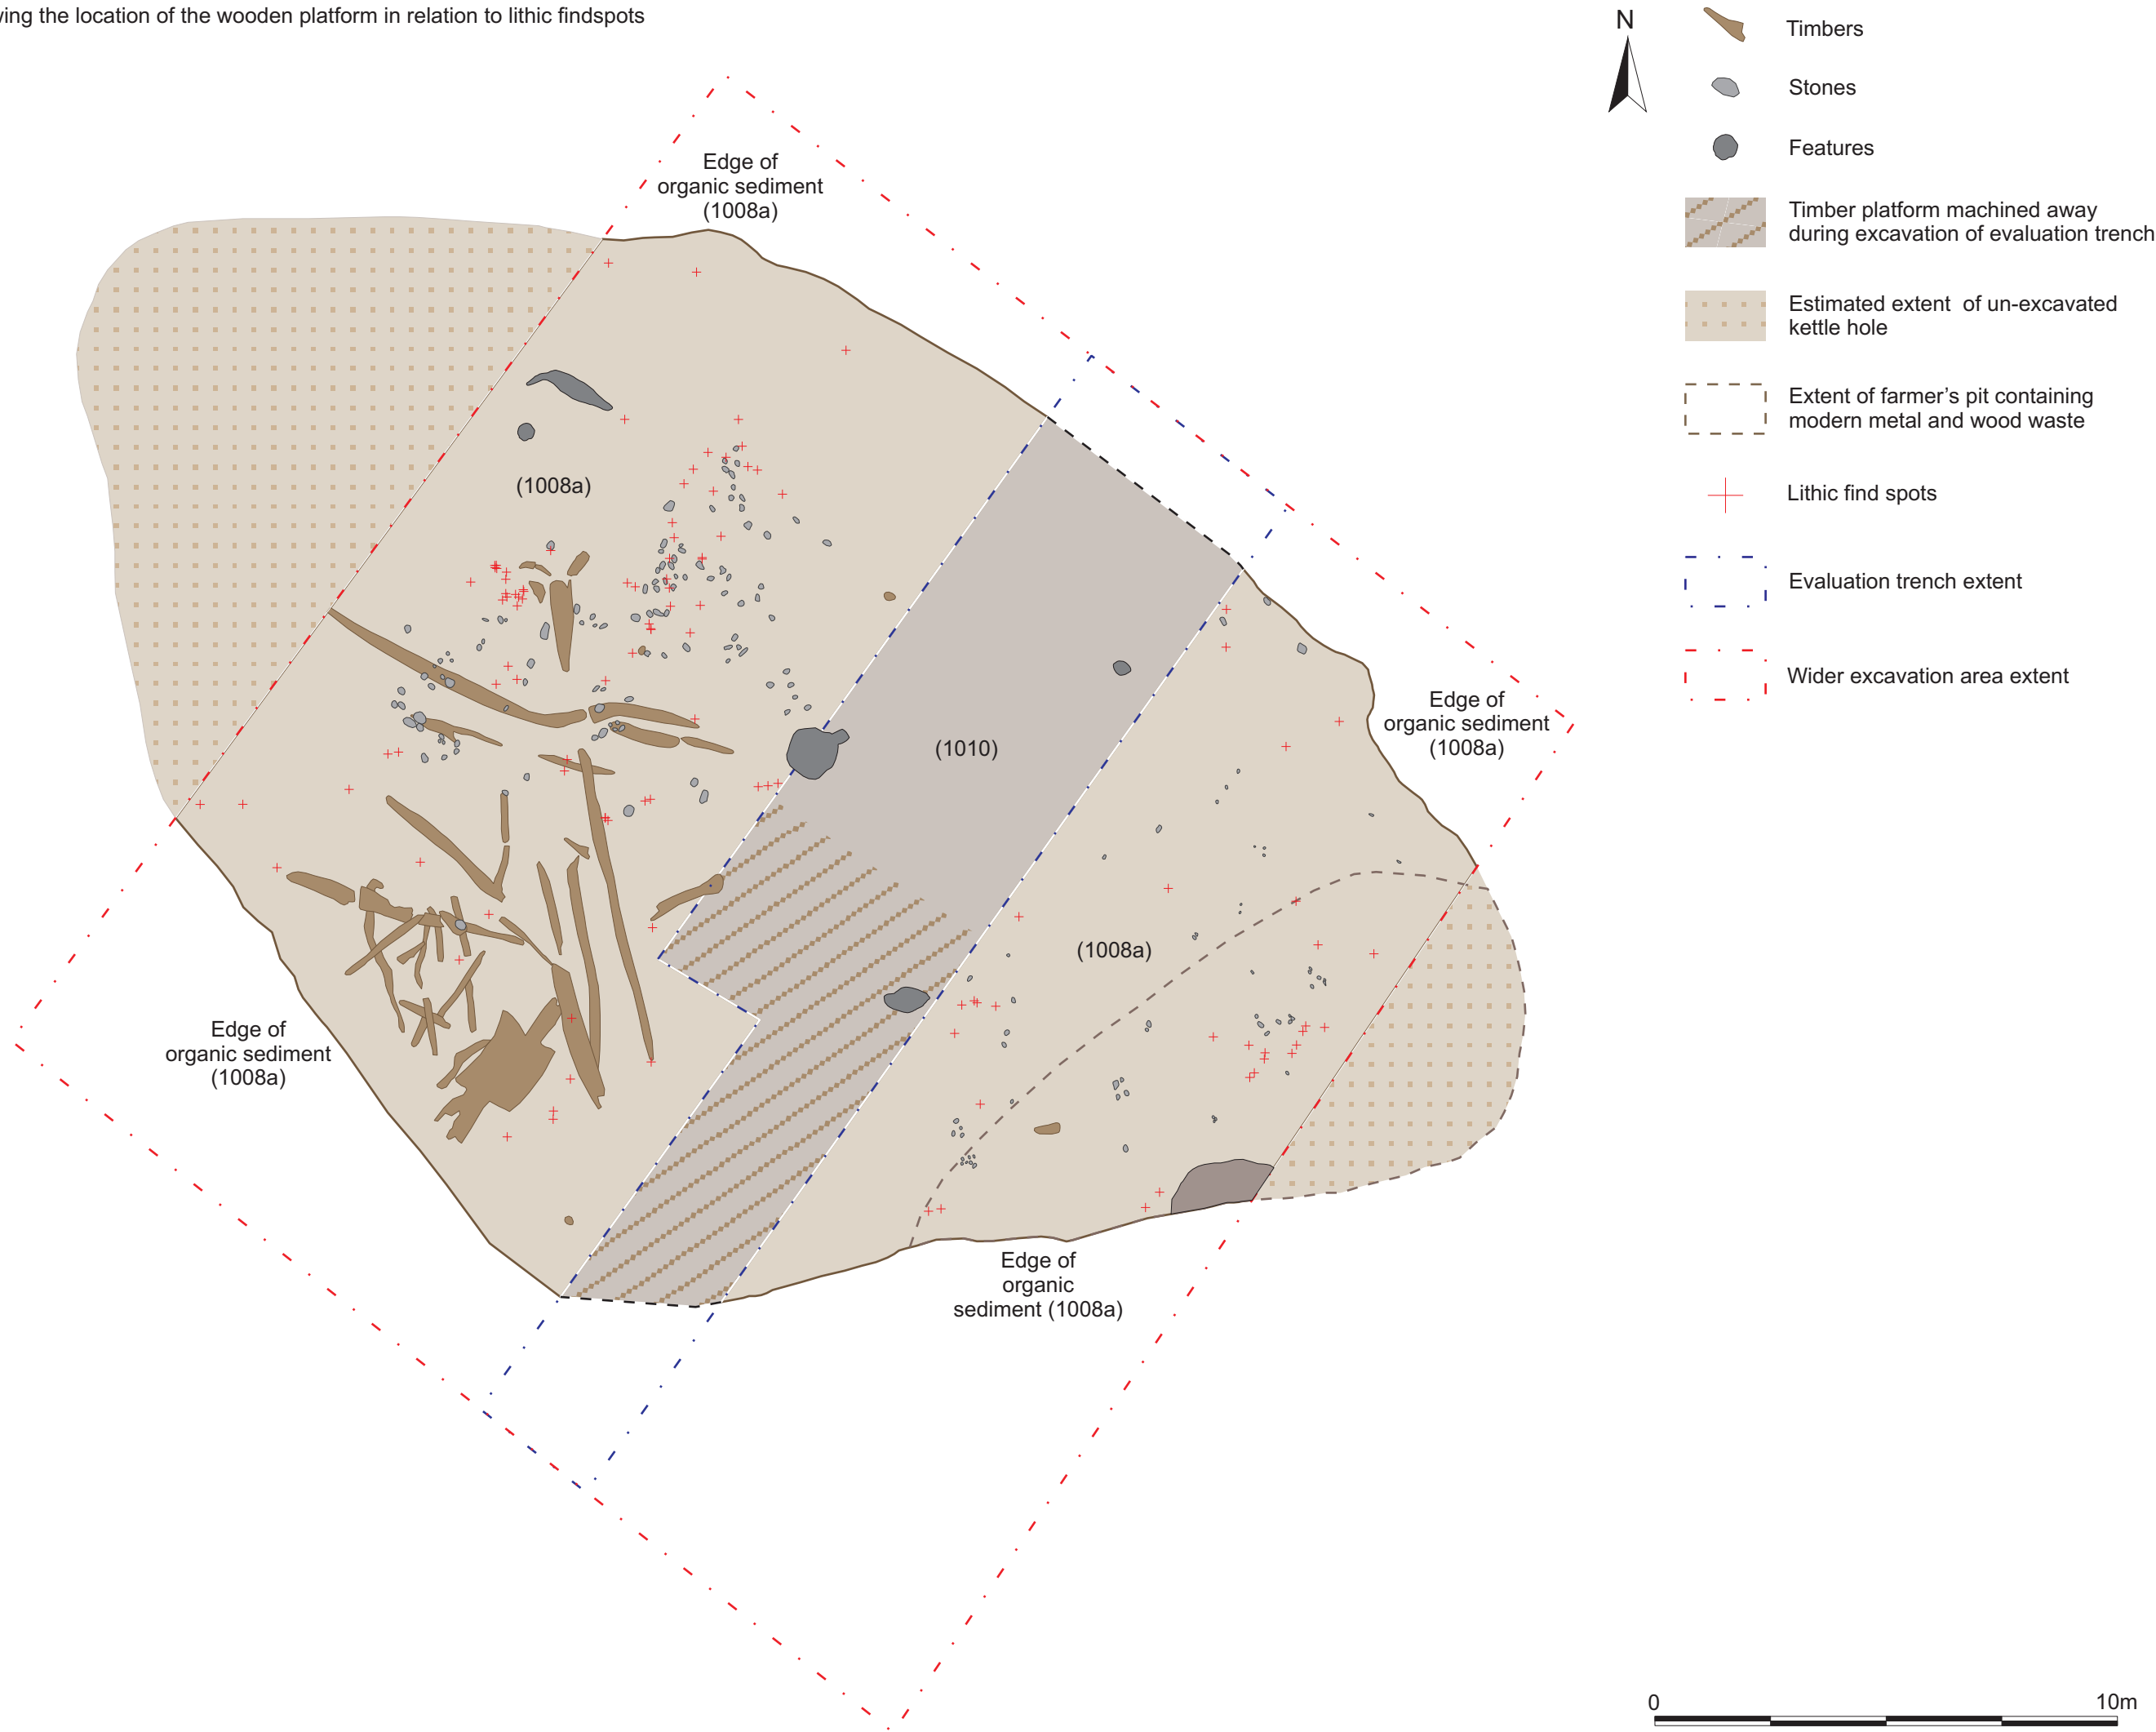 the location of the wooden platform in relation to lithic findspots
N
Timbers
Stones
Features
Timber platform machined away
during excavation of evaluation trench
Estimated extent of un-excavated
kettle hole
Extent of farmer’s pit containing
modern metal and wood waste
Lithic find spots
Evaluation trench extent
Wider excavation area extent
Edge of
organic sediment
(1008a)
(1008a)
Edge of
organic sediment
(1008a)
(1010)
(1008a)
Edge of
organic sediment
(1008a)
Edge of
organic
sediment (1008a)
0
10m